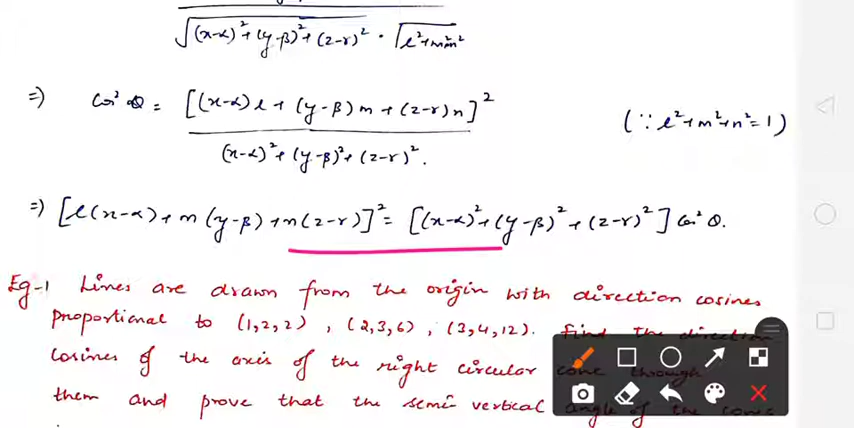 √(x-α)²+(y-β)²+(z-r)² · √l²+m²+n²
=) cos²θ = [(x-α)l+(y-β)m+(z-r)n]² / (x-α)²+(y-β)²+(z-r)². (∵ l²+m²+n²=1)
=) [l(x-α)+m(y-β)+n(z-r)]² = [(x-α)²+(y-β)²+(z-r)²] cos²θ.
Eg-1 Lines are drawn from the origin with direction cosines
proportional to (1,2,2), (2,3,6), (3,4,12). Find the direction
cosines of the axis of the right circular cone through
them and prove that the semi vertical angle of the cone